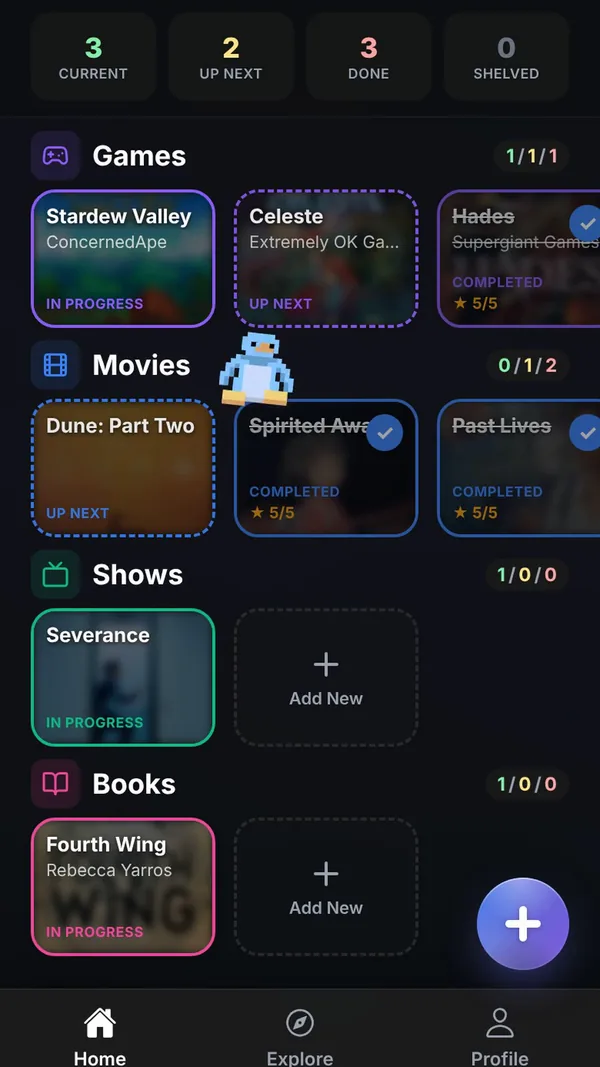 3 2 3 0
CURRENT UP NEXT DONE SHELVED
Games 1/1/1
Stardew Valley Celeste Hades
ConcernedApe Extremely OK Ga... Supergiant Games
COMPLETED
IN PROGRESS UP NEXT ★ 5/5
Movies 0/1/2
Dune: Part Two Spirited Awa Past Lives
COMPLETED COMPLETED
UP NEXT ★ 5/5 ★ 5/5
Shows 1/0/0
Severance
Add New
IN PROGRESS
Books 1/0/0
Fourth Wing
Rebecca Yarros
WING
Add New
IN PROGRESS
Home Explore Profile